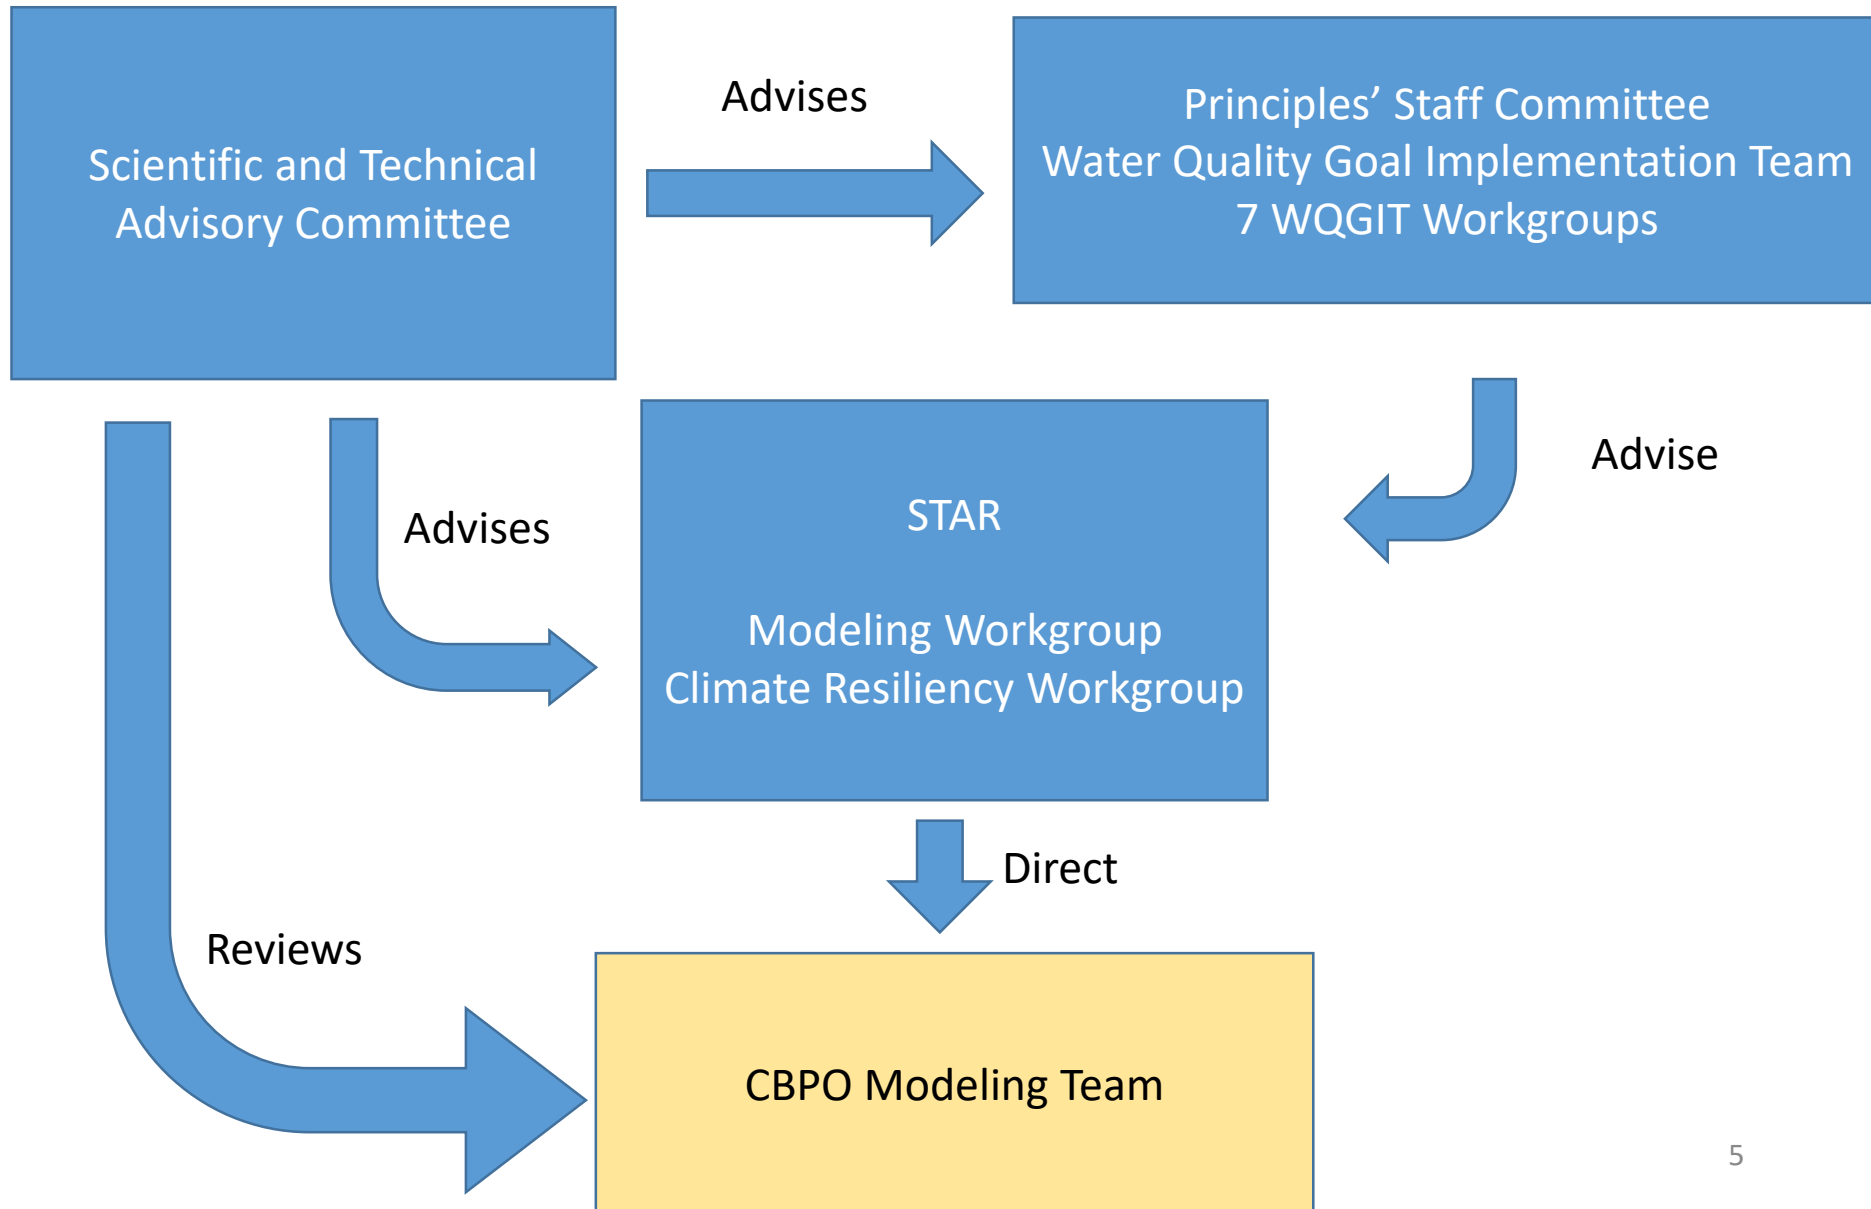 Scientific and Technical
Advisory Committee
Advises
Principles’ Staff Committee
Water Quality Goal Implementation Team
7 WQGIT Workgroups
Advises
STAR
Modeling Workgroup
Climate Resiliency Workgroup
Advise
Direct
Reviews
CBPO Modeling Team
5